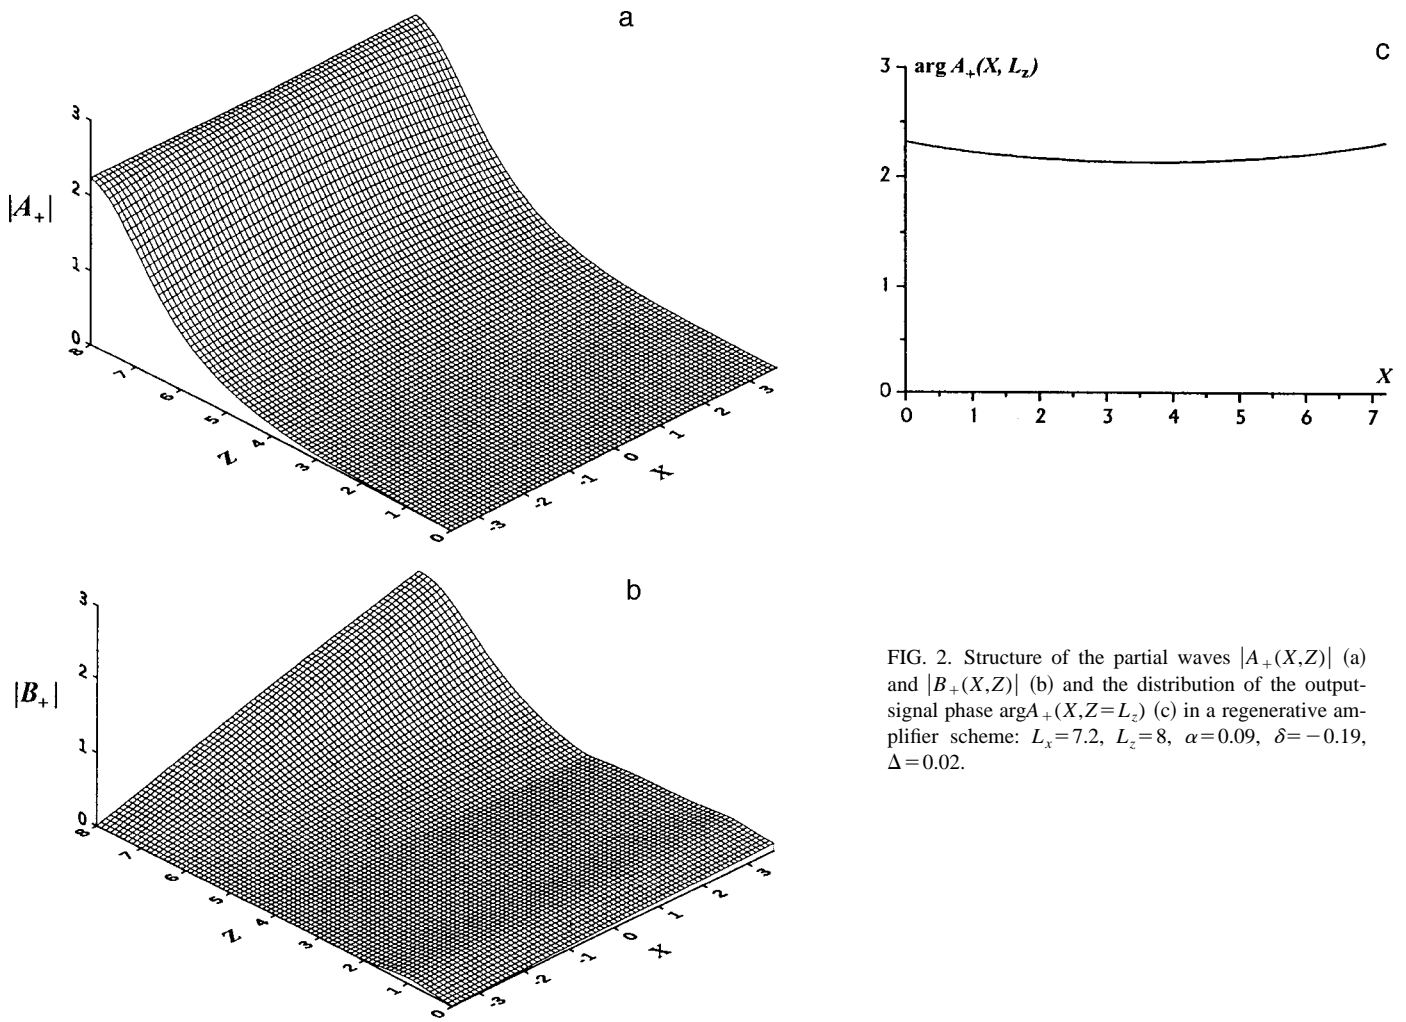 a
3
2
|A₊|
1
0
8
7
6
5
4
3
2
1
0
Z
-3
-2
-1
0
1
2
3
X
b
3
2
|B₊|
1
0
8
7
6
5
4
3
2
1
0
Z
-3
-2
-1
0
1
2
3
X
c
3
arg A₊(X, L_z)
2
1
0
X
0 1 2 3 4 5 6 7
FIG. 2. Structure of the partial waves |A₊(X,Z)| (a)
and |B₊(X,Z)| (b) and the distribution of the output-
signal phase argA₊(X,Z=L_z) (c) in a regenerative am-
plifier scheme: L_x=7.2, L_z=8, α=0.09, δ=−0.19,
Δ=0.02.